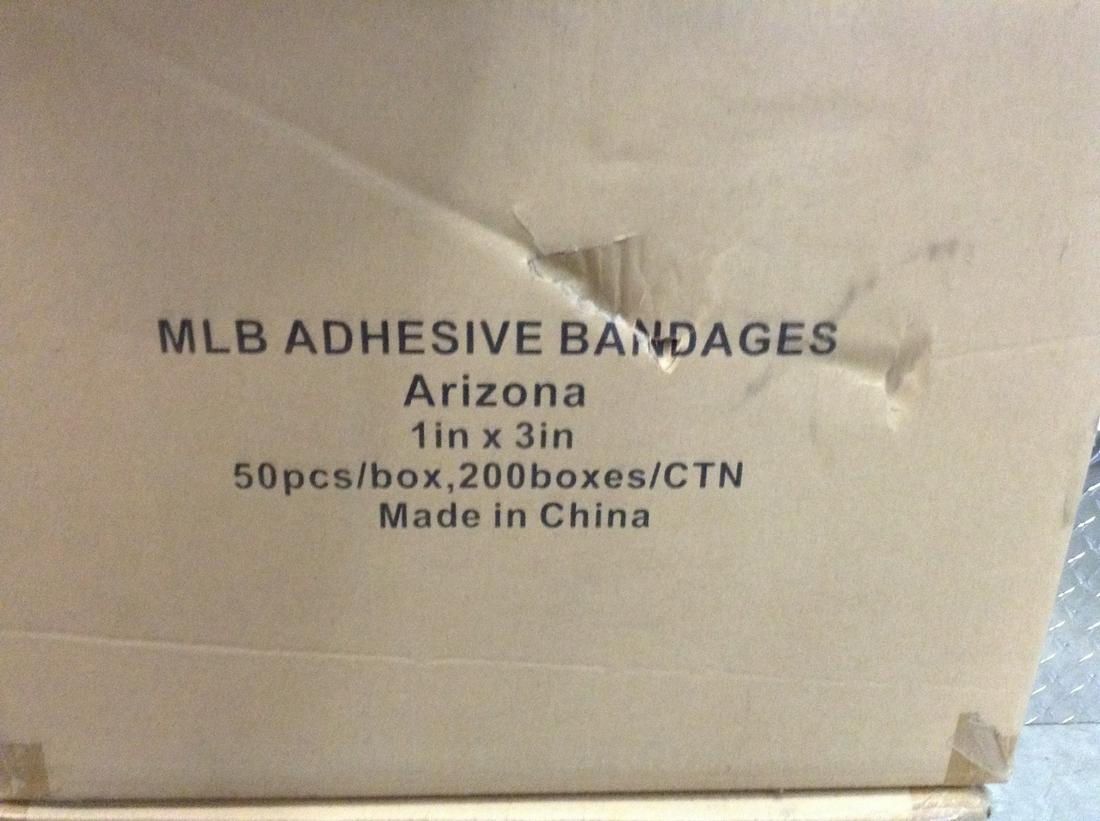 MLB ADHESIVE BANDAGES
Arizona
1in x 3in
50pcs/box,200boxes/CTN
Made in China